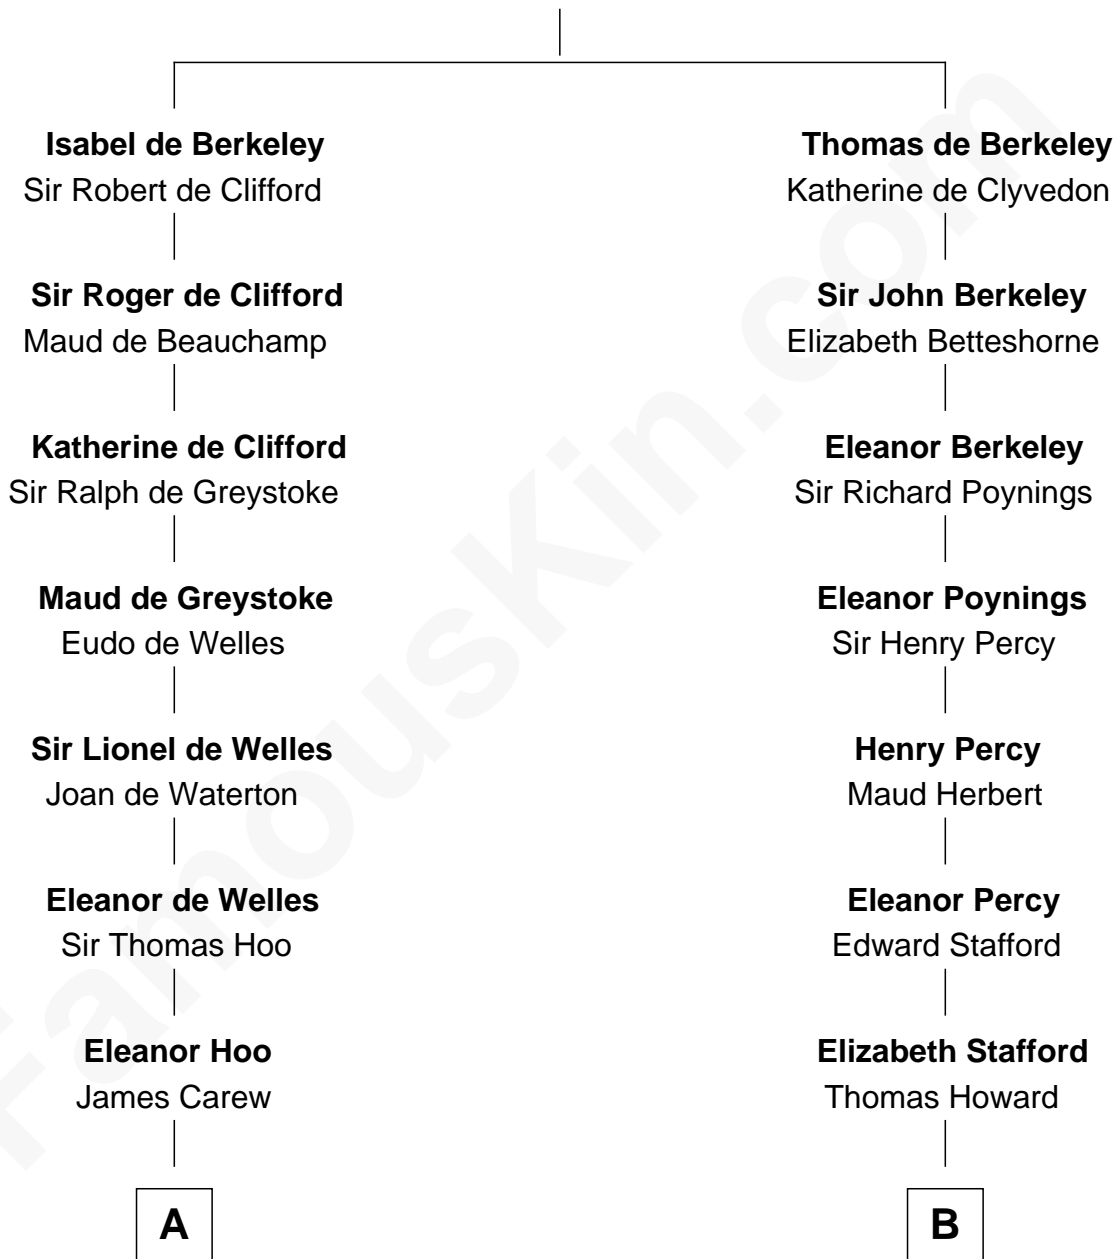 Isabel de Berkeley
Sir Robert de Clifford
Thomas de Berkeley
Katherine de Clyvedon
Sir Roger de Clifford
Maud de Beauchamp
Sir John Berkeley
Elizabeth Betteshorne
Katherine de Clifford
Sir Ralph de Greystoke
Eleanor Berkeley
Sir Richard Poynings
Maud de Greystoke
Eudo de Welles
Eleanor Poynings
Sir Henry Percy
Sir Lionel de Welles
Joan de Waterton
Henry Percy
Maud Herbert
Eleanor de Welles
Sir Thomas Hoo
Eleanor Percy
Edward Stafford
Eleanor Hoo
James Carew
Elizabeth Stafford
Thomas Howard
A
B
FamousKin.com